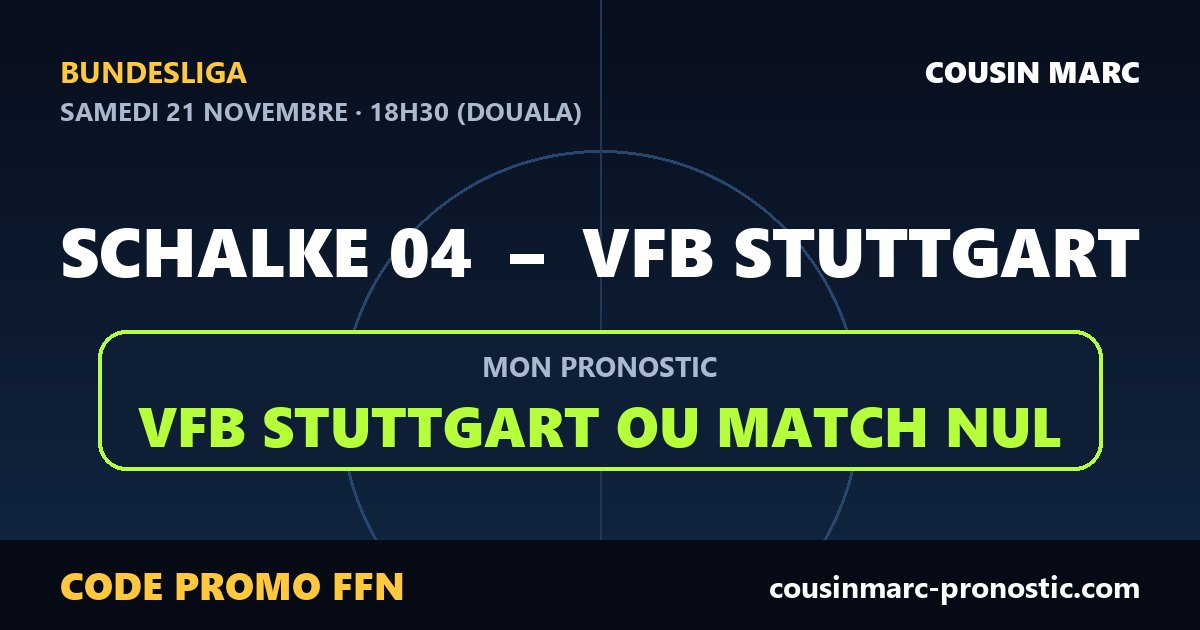 BUNDESLIGA
COUSIN MARC
SAMEDI 21 NOVEMBRE · 18H30 (DOUALA)
SCHALKE 04 – VFB STUTTGART
MON PRONOSTIC
VFB STUTTGART OU MATCH NUL
CODE PROMO FFN
cousinmarc-pronostic.com